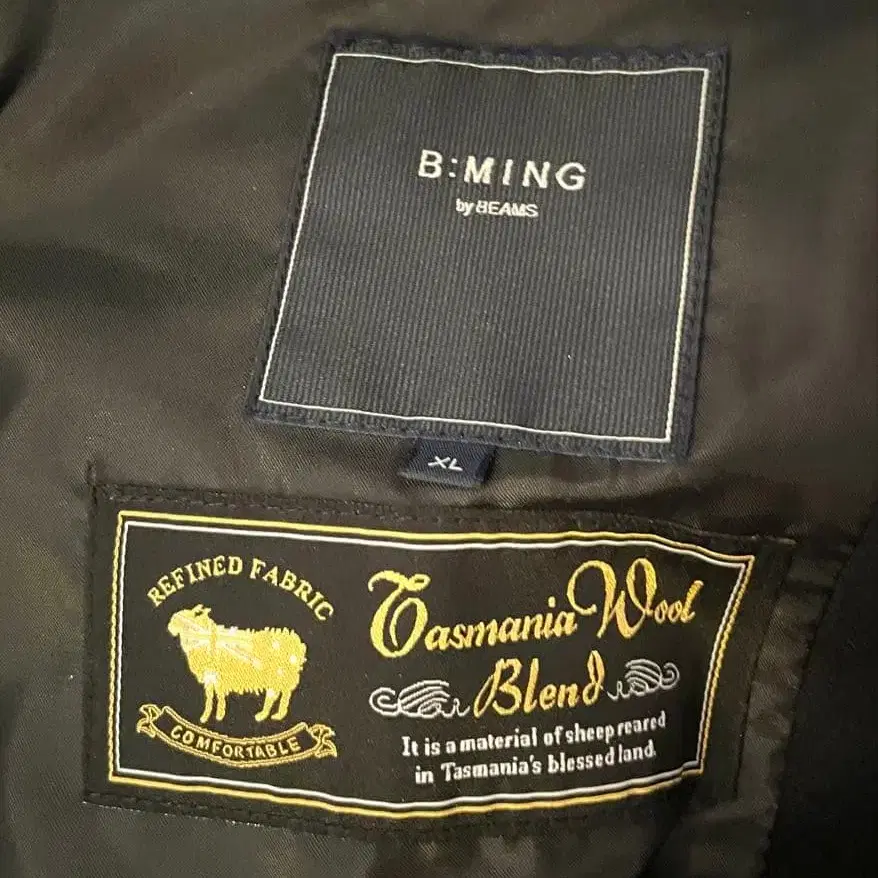 B:MING
by BEAMS
XL
REFINED FABRIC
COMFORTABLE
Tasmania Wool
Blend
It is a material of sheep reared
in Tasmania's blessed land.